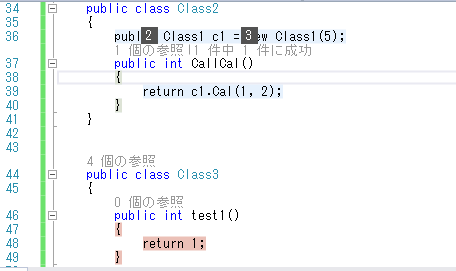 34 public class Class2
35 {
36 publ 2 Class1 c1 = 3 ew Class1(5);
1 個の参照 | 1 件中 1 件に成功
37 public int CallCal()
38 {
39 return c1.Cal(1, 2);
40 }
41 }
42
43
4 個の参照
44 public class Class3
45 {
0 個の参照
46 public int test1()
47 {
48 return 1;
49 }